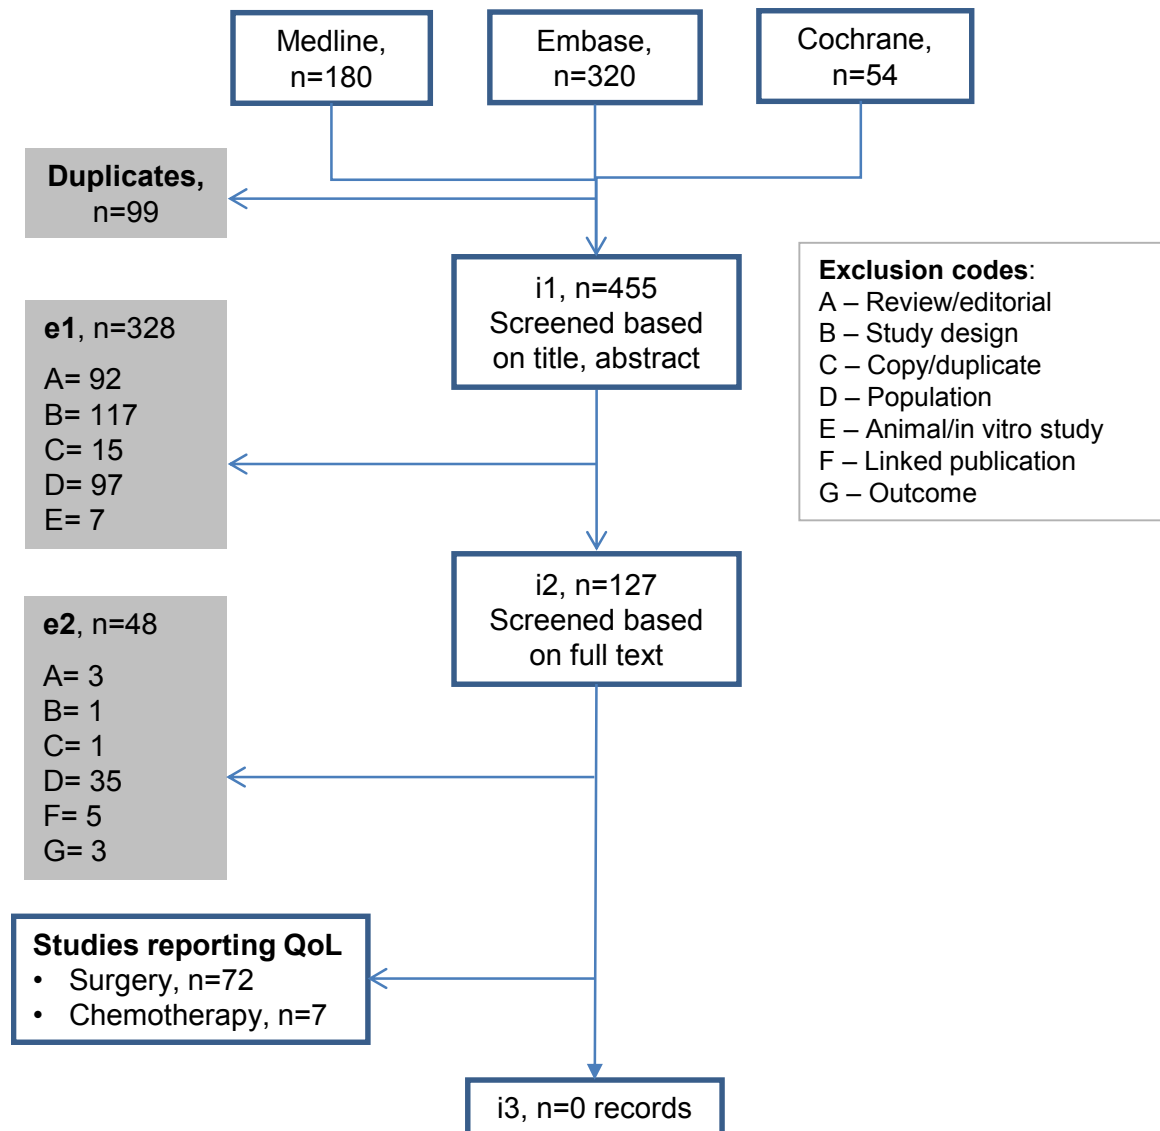 Medline,
n=180
Embase,
n=320
Cochrane,
n=54
Duplicates,
n=99
i1, n=455
Screened based
on title, abstract
Exclusion codes:
A – Review/editorial
B – Study design
C – Copy/duplicate
D – Population
E – Animal/in vitro study
F – Linked publication
G – Outcome
e1, n=328
A= 92
B= 117
C= 15
D= 97
E= 7
i2, n=127
Screened based
on full text
e2, n=48
A= 3
B= 1
C= 1
D= 35
F= 5
G= 3
Studies reporting QoL
• Surgery, n=72
• Chemotherapy, n=7
i3, n=0 records